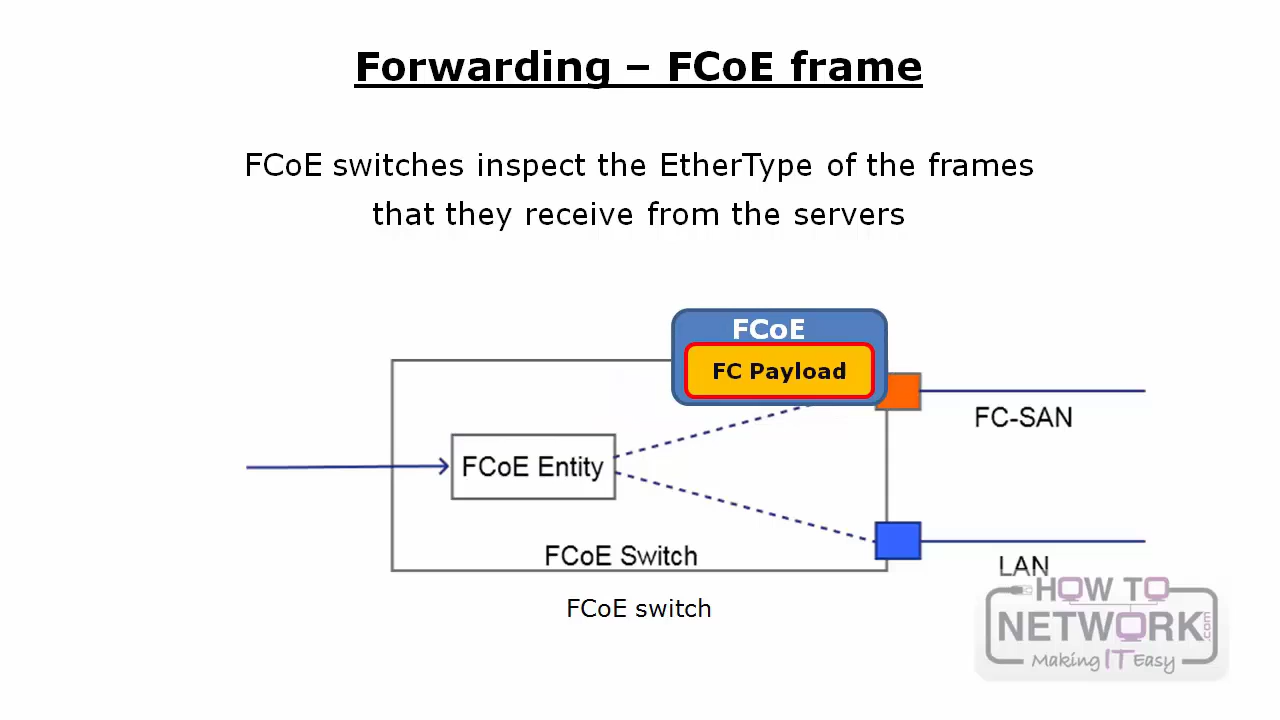 Forwarding – FCoE frame
FCoE switches inspect the EtherType of the frames
that they receive from the servers
FCoE
FC Payload
FC-SAN
FCoE Entity
FCoE Switch
LAN
FCoE switch
HOW TO
NETWORK.com
Making IT Easy